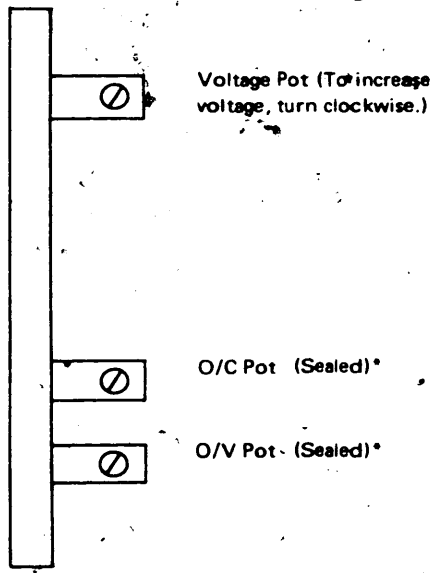 Voltage Pot (To increase
voltage, turn clockwise.)
O/C Pot (Sealed)*
O/V Pot (Sealed)*